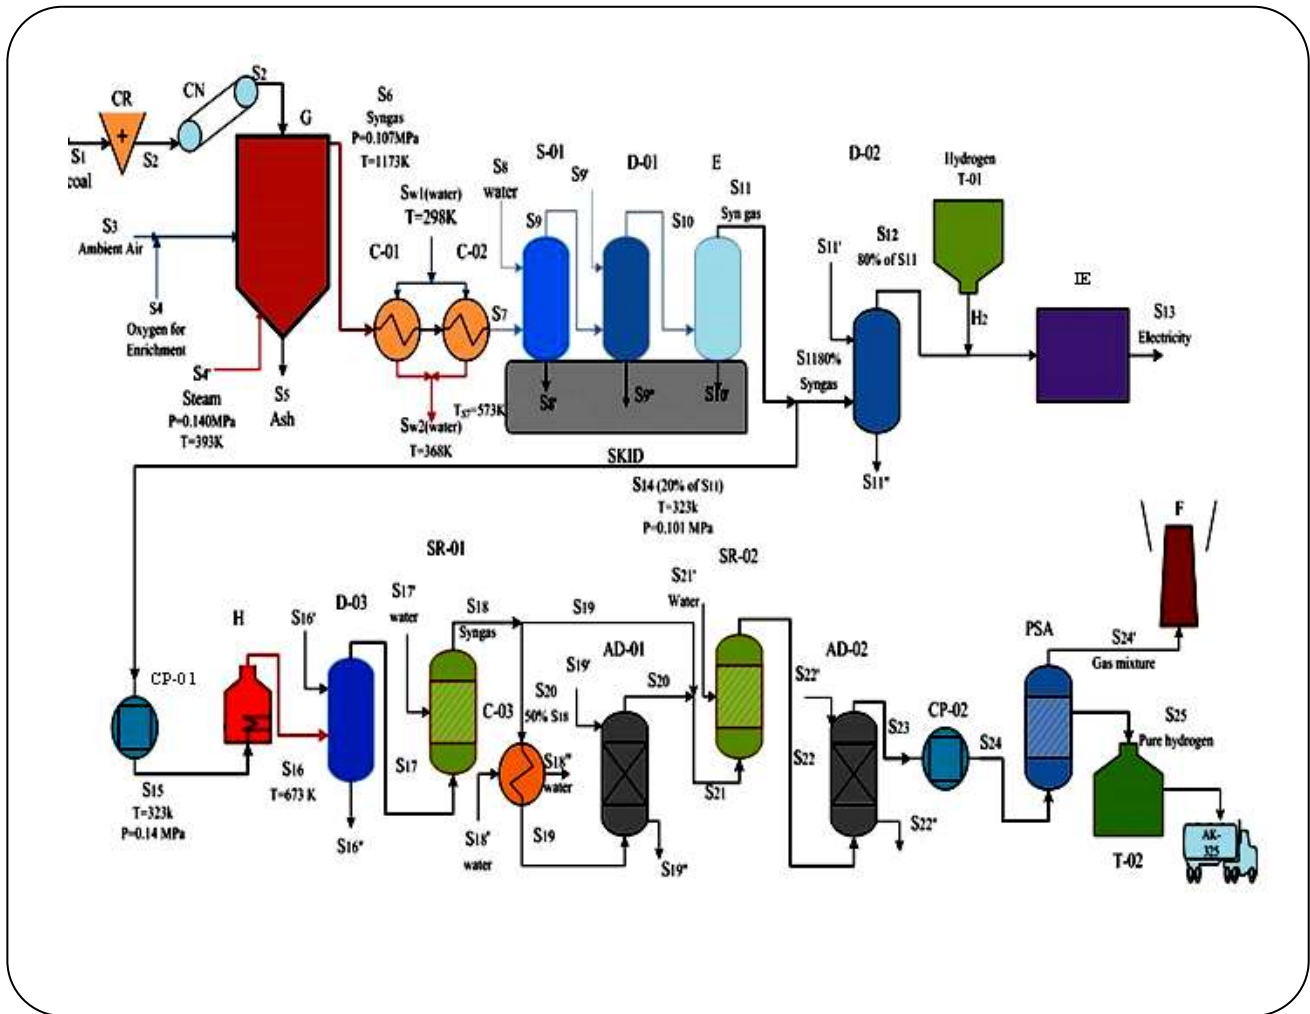 CR
CN
S2
S1
coal
S2
G
S6
Syngas
P=0.107MPa
T=1173K
S3
Ambient Air
S4
Oxygen for
Enrichment
S4'
Steam
P=0.140MPa
T=393K
S5
Ash
Sw1(water)
T=298K
C-01
C-02
S7
Sw2(water)
T=368K
TS7=573K
S8
water
S-01
S9
S9'
D-01
S10
E
S11
Syn gas
S8'
S9"
S10'
SKID
D-02
S11'
S12
80% of S11
S1180%
Syngas
S11"
Hydrogen
T-01
H2
IE
S13
Electricity
S14 (20% of S11)
T=323k
P=0.101 MPa
CP-01
S15
T=323k
P=0.14 MPa
H
S16
T=673 K
S16'
D-03
S16"
S17'
water
SR-01
S17
S18
Syngas
S19
C-03
S18"
water
S18'''
water
S19
S20
50% S18
S19'
AD-01
S20
S19"
S21'
Water
SR-02
S21
S22
S22'
AD-02
S22"
S23
CP-02
S24
PSA
S24'
Gas mixture
F
S25
Pure hydrogen
T-02
AK-
325